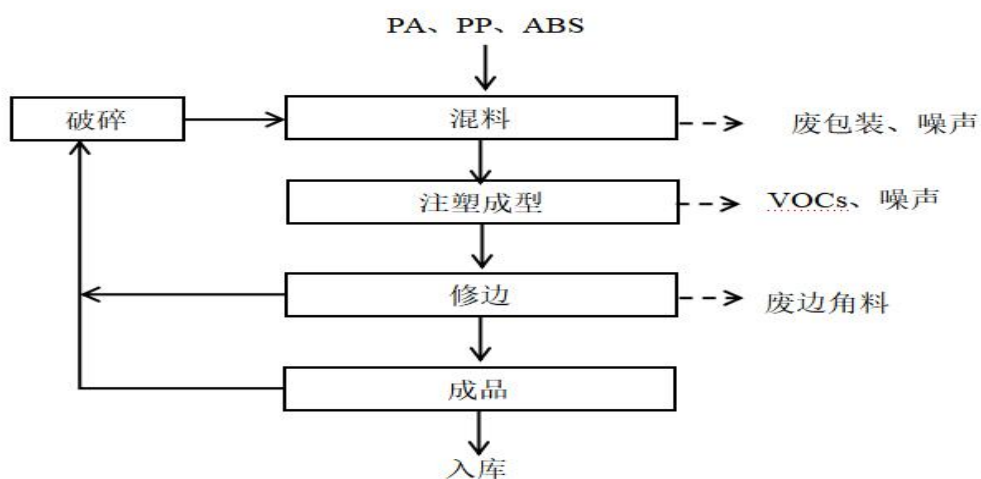 PA、PP、ABS
破碎
混料
废包装、噪声
注塑成型
VOCs、噪声
修边
废边角料
成品
入库